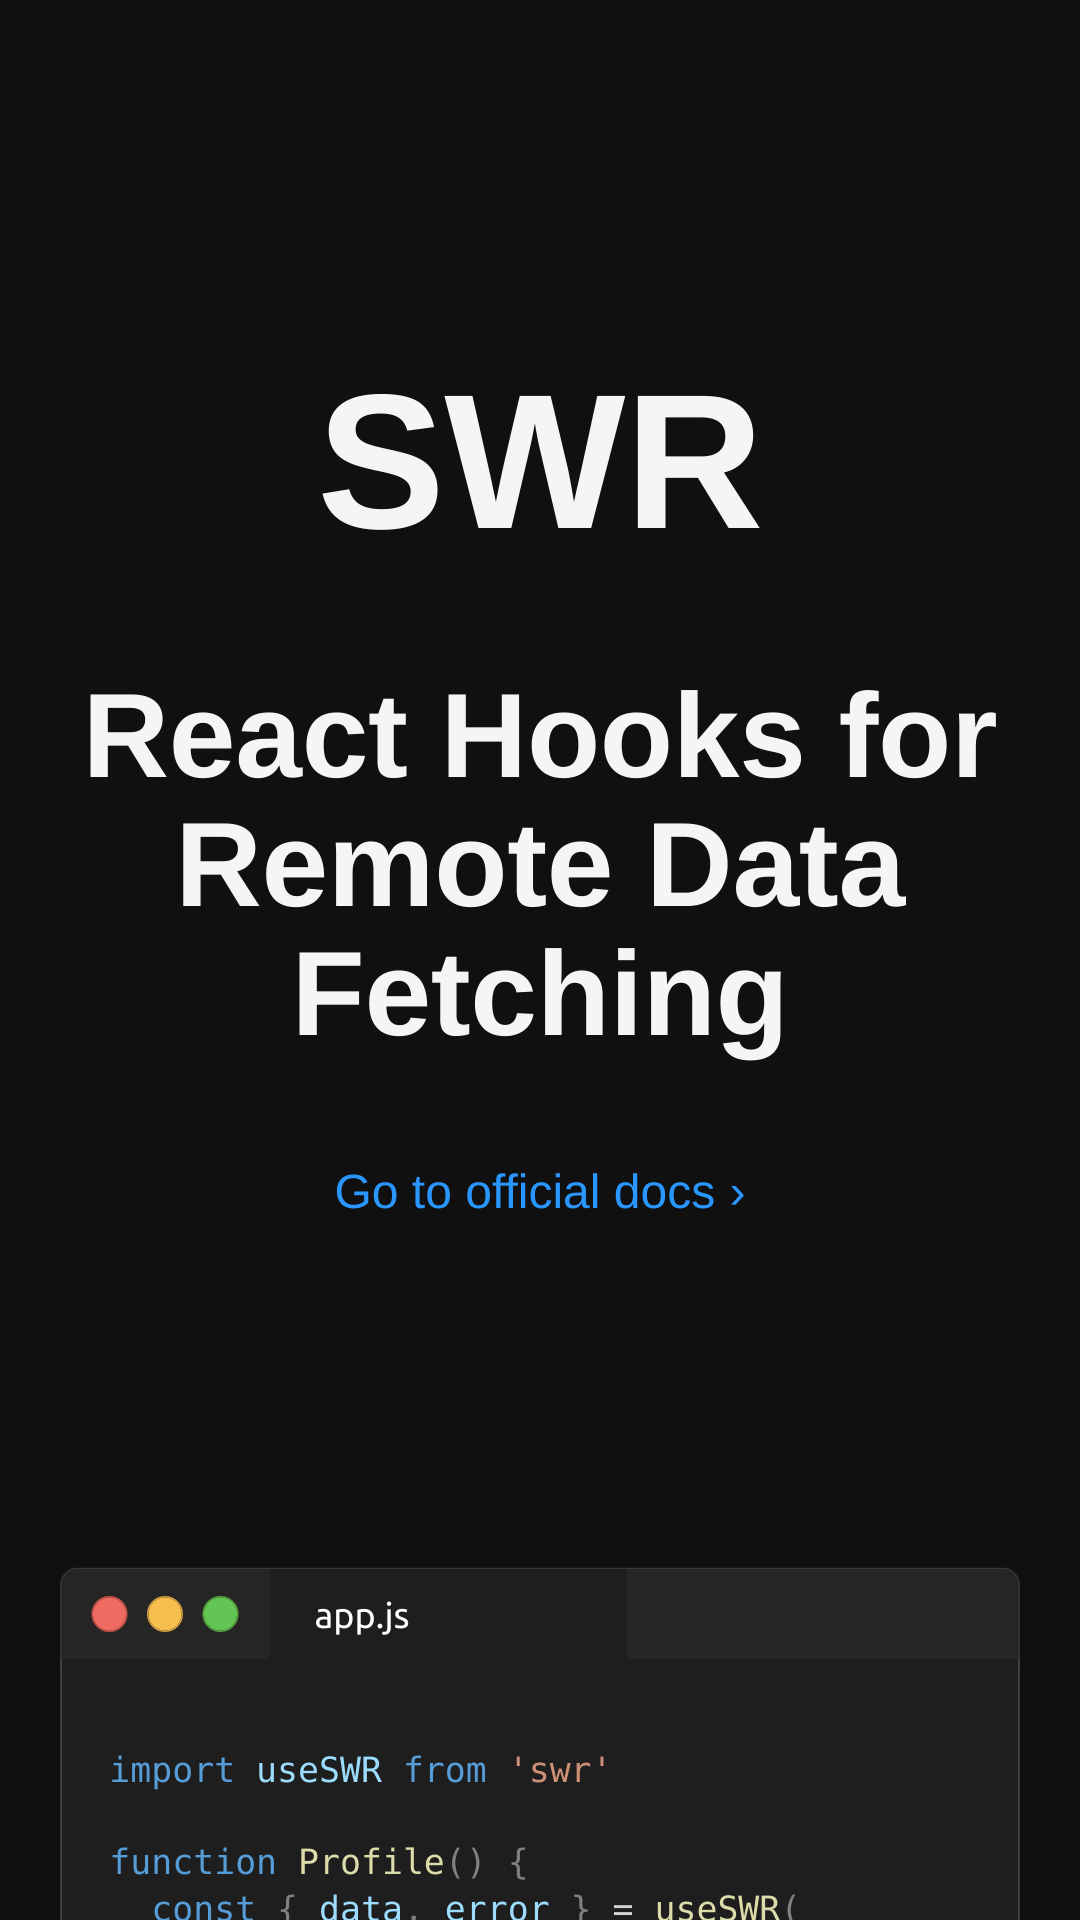 SWR
React Hooks for
Remote Data
Fetching
Go to official docs ›
app.js
import useSWR from 'swr'
function Profile() {
const { data, error } = useSWR(